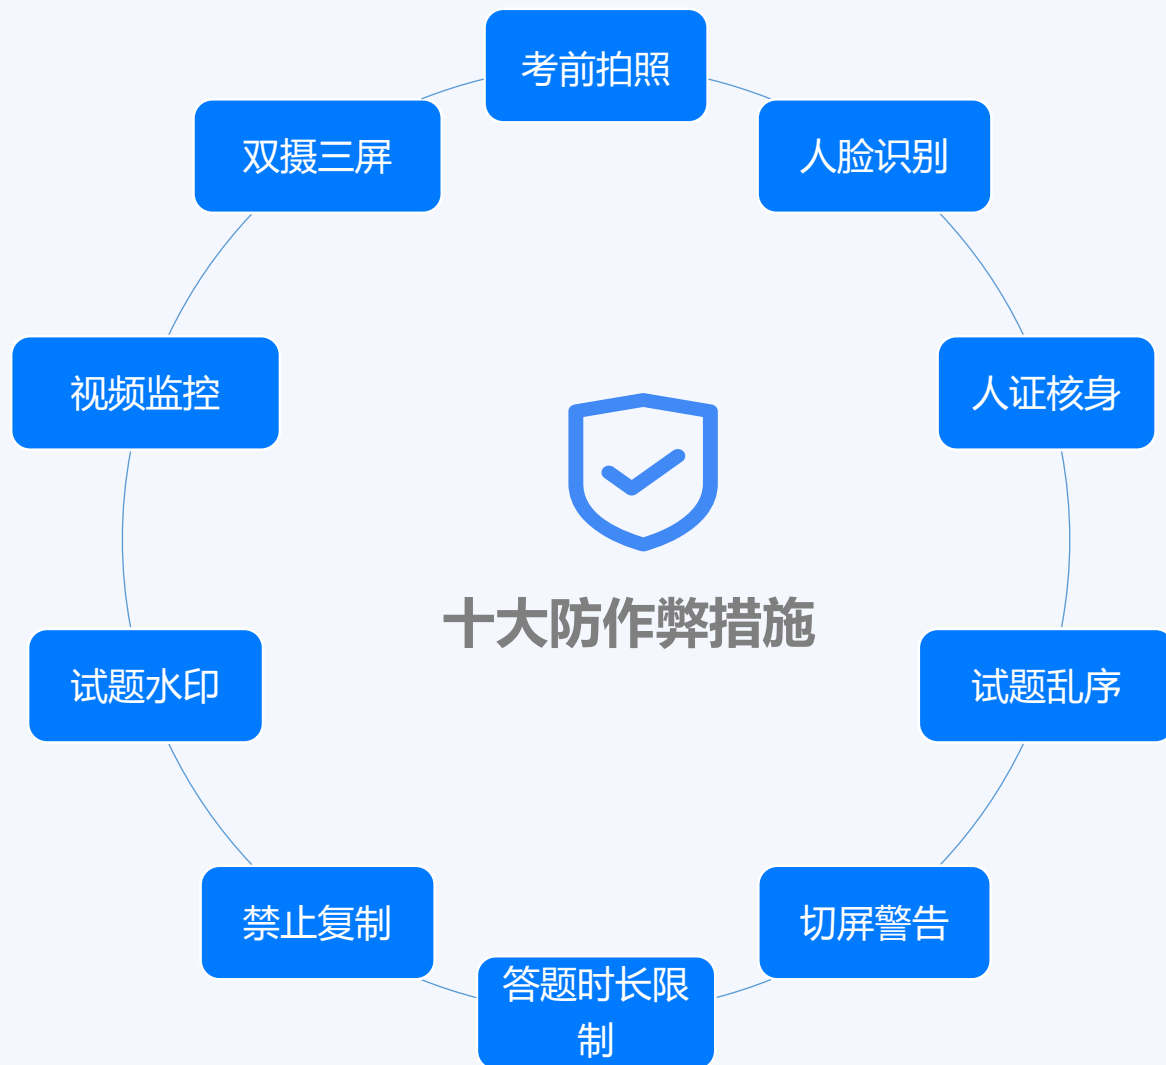 考前拍照
双摄三屏
人脸识别
视频监控
人证核身
十大防作弊措施
试题水印
试题乱序
禁止复制
切屏警告
答题时长限
制